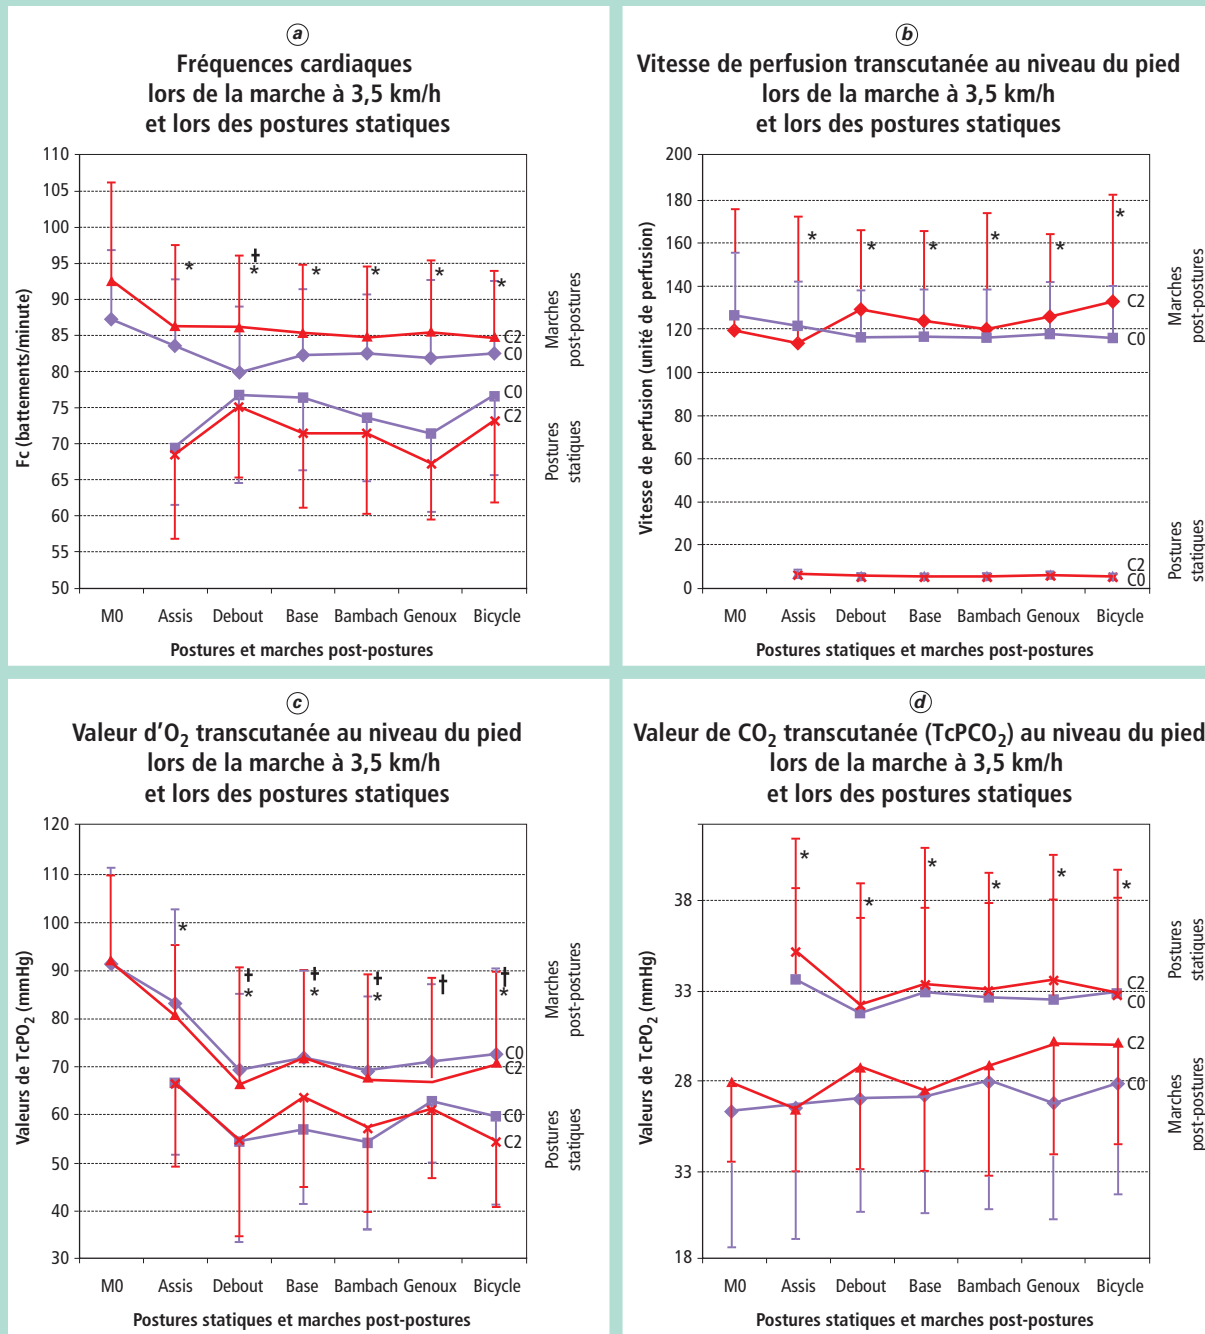 a
Fréquences cardiaques
lors de la marche à 3,5 km/h
et lors des postures statiques
Fc (battements/minute)
110
105
100
95
90
85
80
75
70
65
60
55
50
*
†
*
*
*
*
*
C2
C0
C0
C2
Marches
post-postures
Postures
statiques
M0 Assis Debout Base Bambach Genoux Bicycle
Postures et marches post-postures
b
Vitesse de perfusion transcutanée au niveau du pied
lors de la marche à 3,5 km/h
et lors des postures statiques
Vitesse de perfusion (unité de perfusion)
200
180
160
140
120
100
80
60
40
20
0
*
*
*
*
*
*
C2
C0
C2
C0
Marches
post-postures
Postures
statiques
M0 Assis Debout Base Bambach Genoux Bicycle
Postures statiques et marches post-postures
c
Valeur d'O2 transcutanée au niveau du pied
lors de la marche à 3,5 km/h
et lors des postures statiques
Valeurs de TcPO2 (mmHg)
120
110
100
90
80
70
60
50
40
30
*
†
*
†
*
†
*
†
†
*
C0
C2
C0
C2
Marches
post-postures
Postures
statiques
M0 Assis Debout Base Bambach Genoux Bicycle
Postures statiques et marches post-postures
d
Valeur de CO2 transcutanée (TcPCO2) au niveau du pied
lors de la marche à 3,5 km/h
et lors des postures statiques
Valeurs de TcPO2 (mmHg)
38
33
28
33
18
*
*
*
*
*
*
C2
C0
C2
C0
Postures
statiques
Marches
post-postures
M0 Assis Debout Base Bambach Genoux Bicycle
Postures statiques et marches post-postures